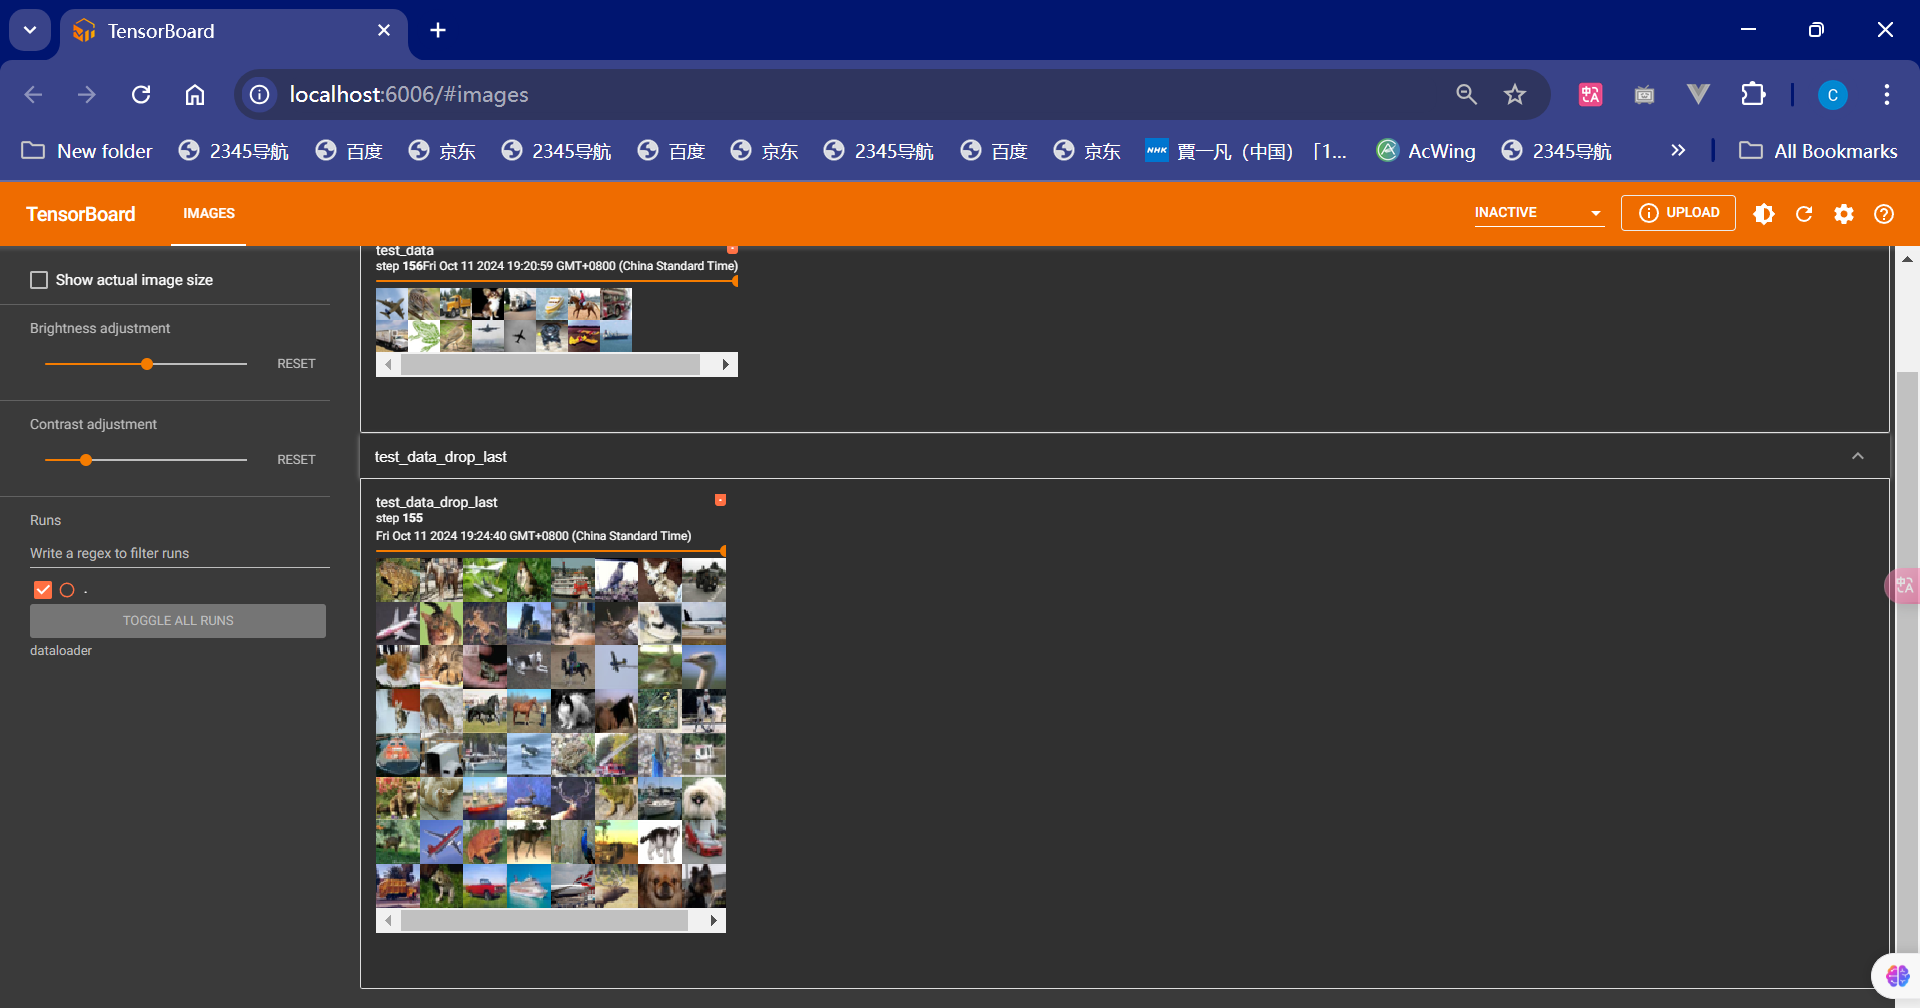 TensorBoard
localhost:6006/#images
C
New folder 2345导航 百度 京东 2345导航 百度 京东 2345导航 百度 京东 NHK 賈一凡（中国）「1... AcWing 2345导航 » All Bookmarks
TensorBoard IMAGES INACTIVE UPLOAD
test_data
step 156Fri Oct 11 2024 19:20:59 GMT+0800 (China Standard Time)
Show actual image size
Brightness adjustment
RESET
Contrast adjustment
RESET
Runs
Write a regex to filter runs
.
TOGGLE ALL RUNS
dataloader
test_data_drop_last
test_data_drop_last
step 155
Fri Oct 11 2024 19:24:40 GMT+0800 (China Standard Time)
中A